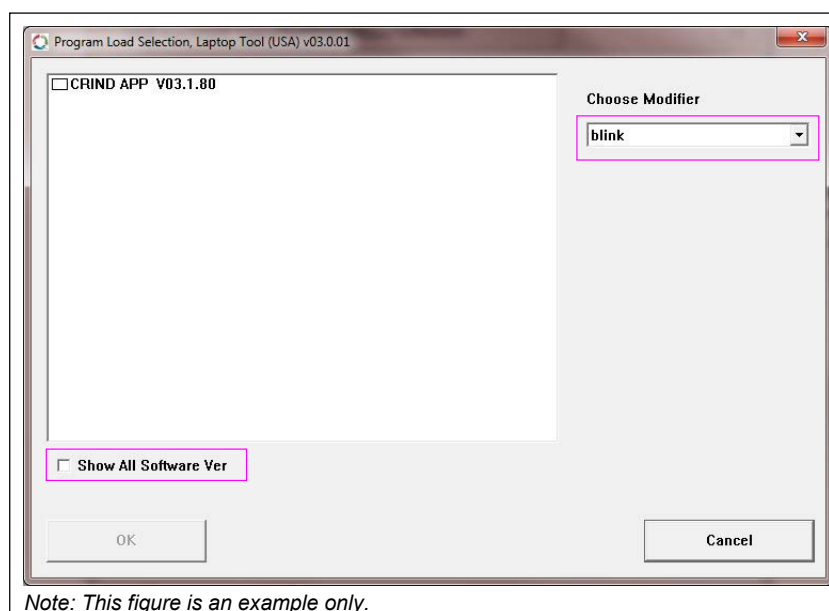 Program Load Selection, Laptop Tool (USA) v03.0.01
CRIND APP V03.1.80
Choose Modifier
blink
Show All Software Ver
OK
Cancel
Note: This figure is an example only.